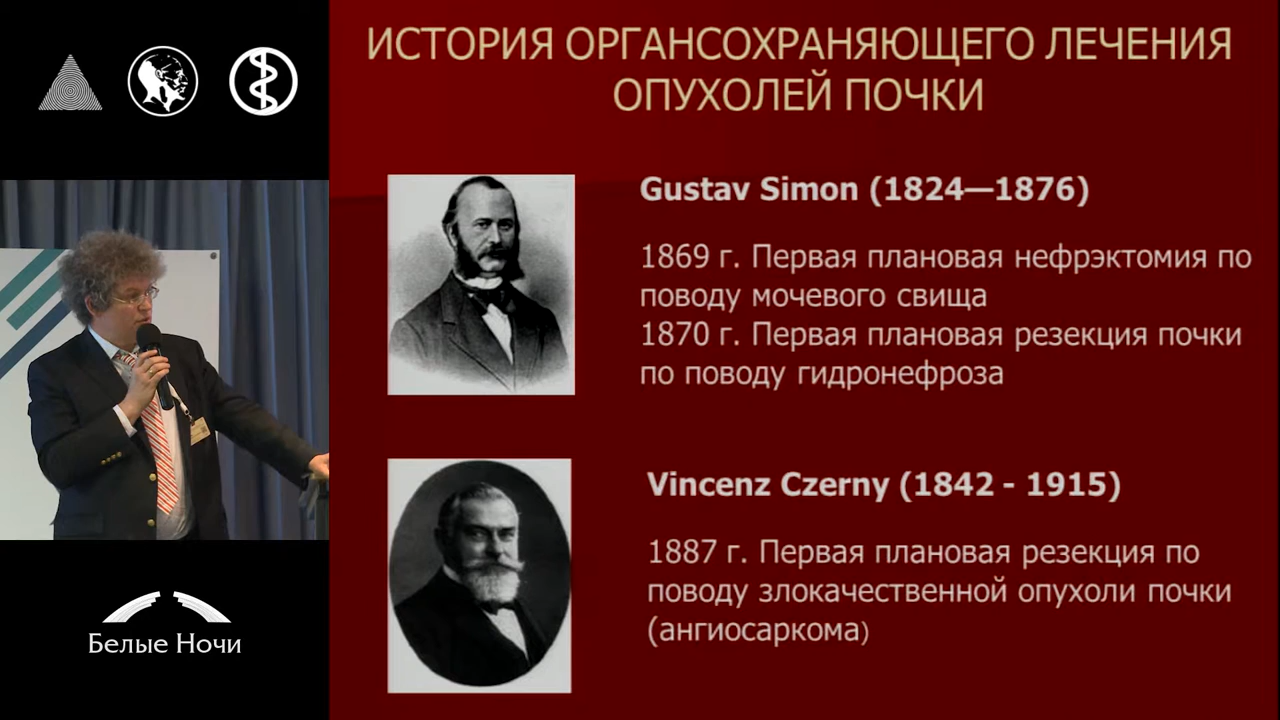 ИСТОРИЯ ОРГАНСОХРАНЯЮЩЕГО ЛЕЧЕНИЯ
ОПУХОЛЕЙ ПОЧКИ
Gustav Simon (1824—1876)
1869 г. Первая плановая нефрэктомия по
поводу мочевого свища
1870 г. Первая плановая резекция почки
по поводу гидронефроза
Vincenz Czerny (1842 - 1915)
1887 г. Первая плановая резекция по
поводу злокачественной опухоли почки
(ангиосаркома)
Белые Ночи